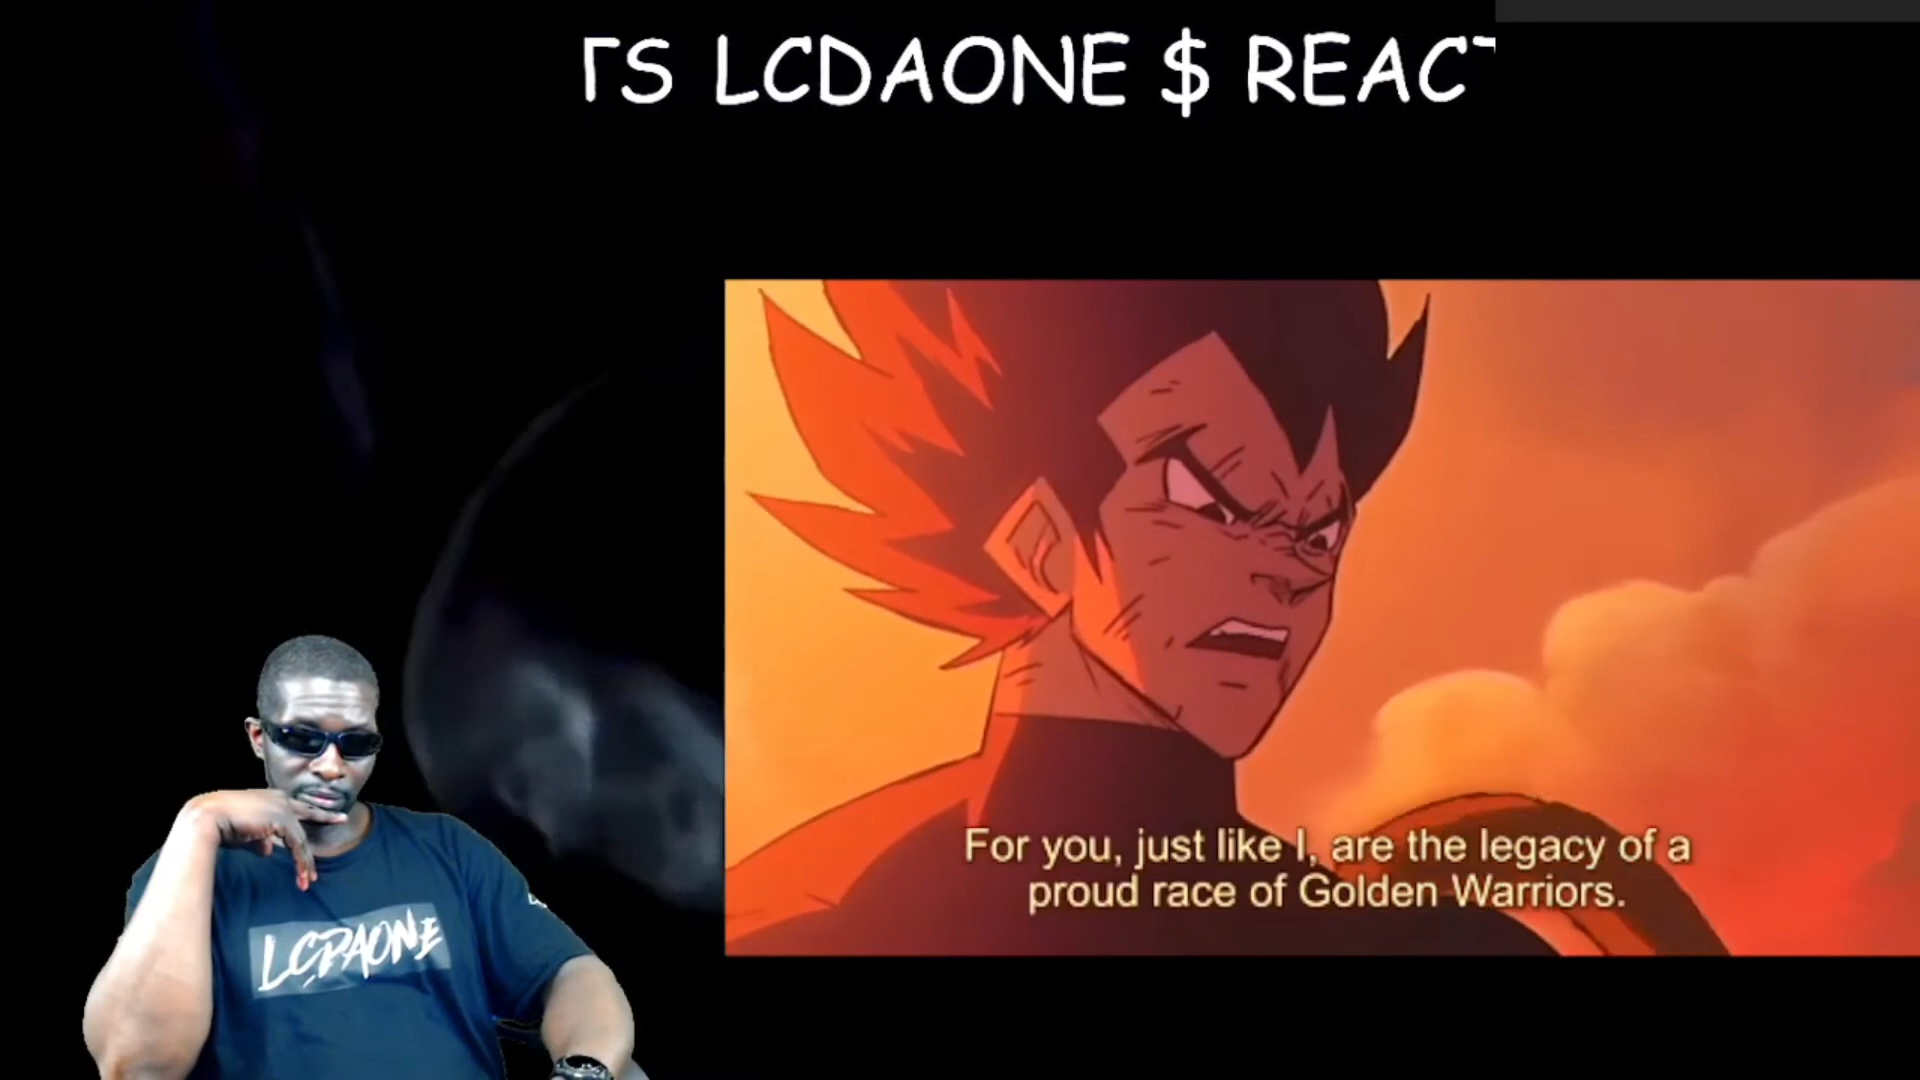 TS LCDAONE $ REACT
For you, just like I, are the legacy of a
proud race of Golden Warriors.
LCDAONE